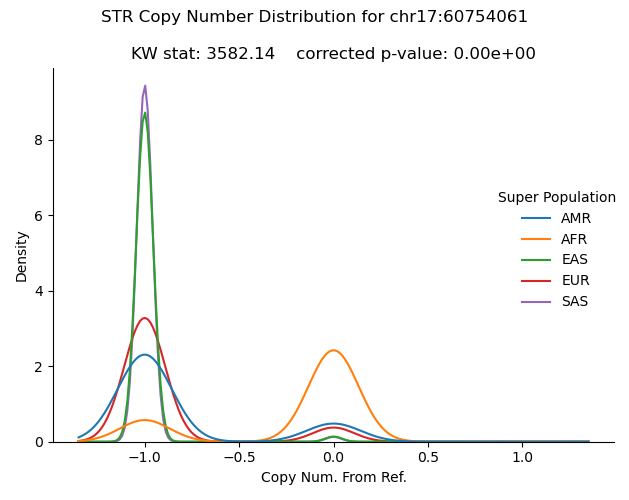 STR Copy Number Distribution for chr17:60754061
KW stat: 3582.14    corrected p-value: 0.00e+00
Density
8
6
4
2
0
−1.0
−0.5
0.0
0.5
1.0
Copy Num. From Ref.
Super Population
AMR
AFR
EAS
EUR
SAS